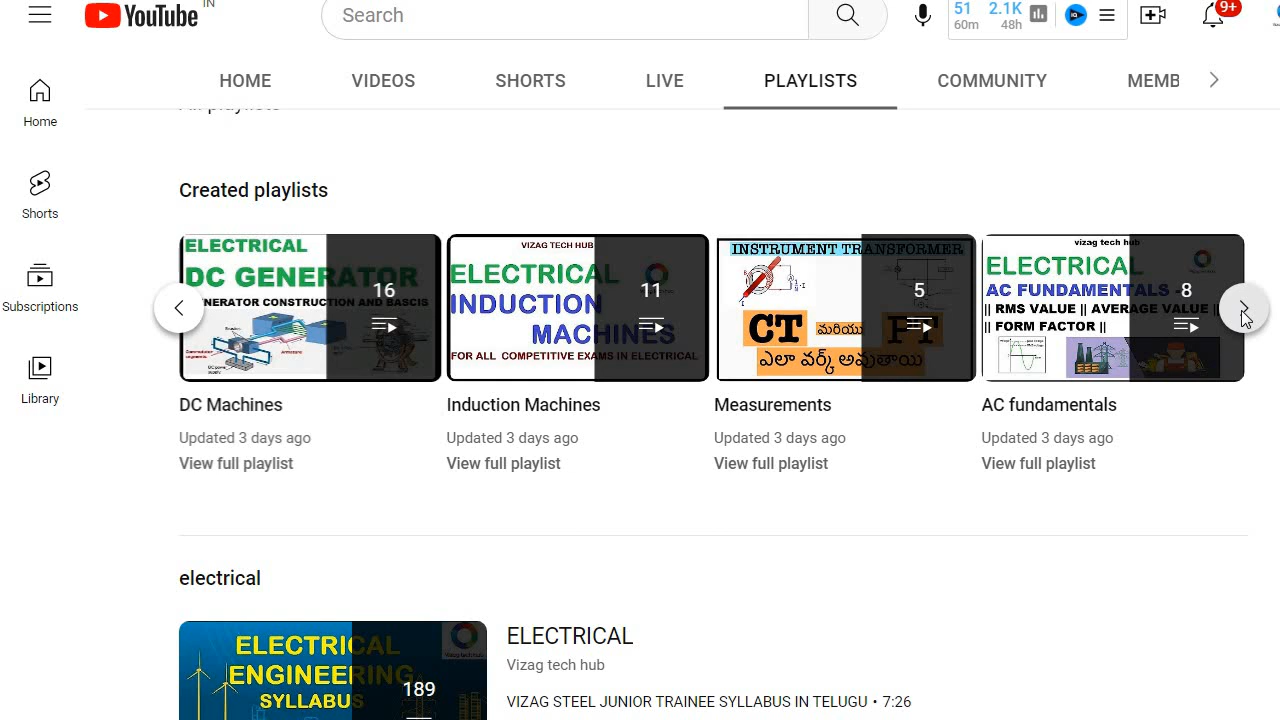 YouTube IN
Search
51 2.1K
60m 48h
9+
HOME VIDEOS SHORTS LIVE PLAYLISTS COMMUNITY MEMB
Home
Shorts
Subscriptions
Library
Created playlists
ELECTRICAL
DC GENERATOR
NERATOR CONSTRUCTION AND BASCIS
16
DC Machines
Updated 3 days ago
View full playlist
VIZAG TECH HUB
ELECTRICAL
INDUCTION
MACHINES
FOR ALL COMPETITIVE EXAMS IN ELECTRICAL
11
Induction Machines
Updated 3 days ago
View full playlist
INSTRUMENT TRANSFORMER
CT మరియు PT
ఎలా వర్క్ అవుతాయి
5
Measurements
Updated 3 days ago
View full playlist
vizag tech hub
ELECTRICAL
AC FUNDAMENTALS -
|| RMS VALUE || AVERAGE VALUE ||
|| FORM FACTOR ||
8
AC fundamentals
Updated 3 days ago
View full playlist
electrical
ELECTRICAL
ENGINEERING
SYLLABUS
Vizag tech hub
189
ELECTRICAL
Vizag tech hub
VIZAG STEEL JUNIOR TRAINEE SYLLABUS IN TELUGU • 7:26